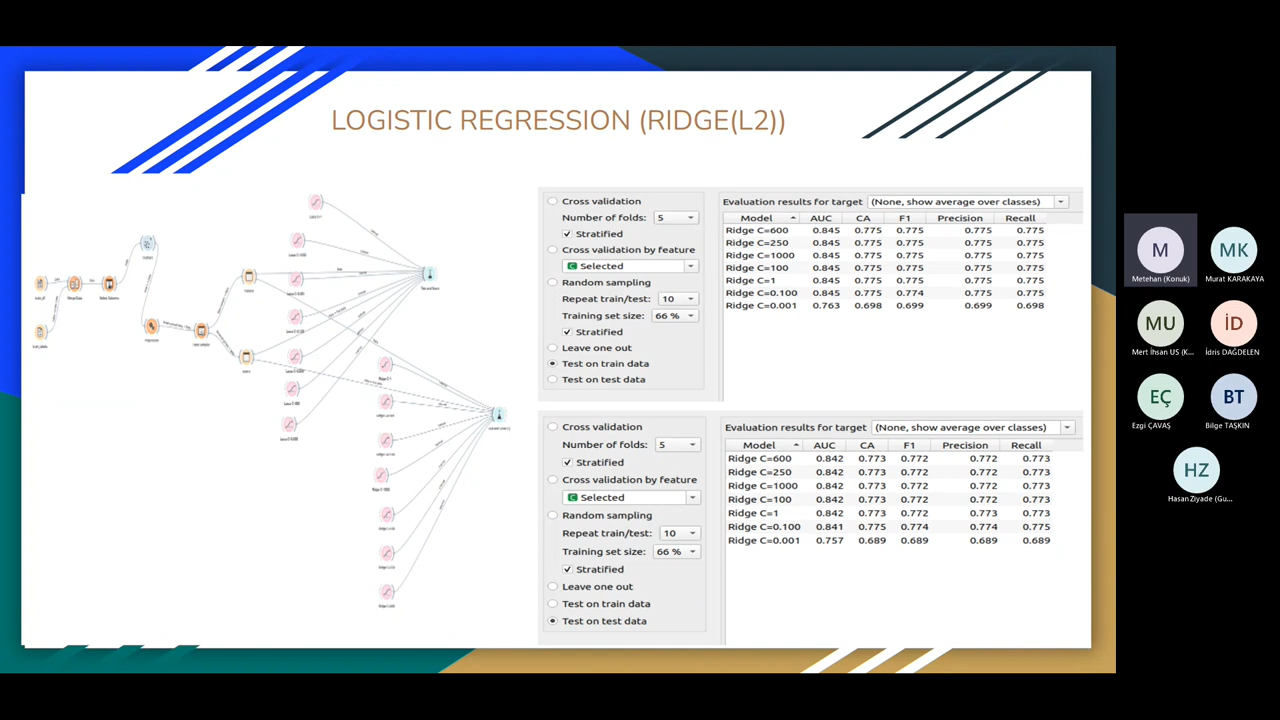 LOGISTIC REGRESSION (RIDGE(L2))
Cross validation
Number of folds: 5
Stratified
Cross validation by feature
C Selected
Random sampling
Repeat train/test: 10
Training set size: 66 %
Stratified
Leave one out
Test on train data
Test on test data
Evaluation results for target (None, show average over classes)
Model AUC CA F1 Precision Recall
Ridge C=600 0.845 0.775 0.775 0.775 0.775
Ridge C=250 0.845 0.775 0.775 0.775 0.775
Ridge C=1000 0.845 0.775 0.775 0.775 0.775
Ridge C=100 0.845 0.775 0.775 0.775 0.775
Ridge C=1 0.845 0.775 0.775 0.775 0.775
Ridge C=0.100 0.845 0.775 0.774 0.775 0.775
Ridge C=0.001 0.763 0.698 0.699 0.699 0.698
Cross validation
Number of folds: 5
Stratified
Cross validation by feature
C Selected
Random sampling
Repeat train/test: 10
Training set size: 66 %
Stratified
Leave one out
Test on train data
Test on test data
Evaluation results for target (None, show average over classes)
Model AUC CA F1 Precision Recall
Ridge C=600 0.842 0.773 0.772 0.772 0.773
Ridge C=250 0.842 0.773 0.772 0.772 0.773
Ridge C=1000 0.842 0.773 0.772 0.772 0.773
Ridge C=100 0.842 0.773 0.772 0.772 0.773
Ridge C=1 0.842 0.773 0.772 0.772 0.773
Ridge C=0.100 0.841 0.775 0.774 0.774 0.775
Ridge C=0.001 0.757 0.689 0.689 0.689 0.689
M
Metehan (Konuk)
MK
Murat KARAKAYA
MU
Mert İhsan US (K...
İD
İdris DAĞDELEN
EÇ
Ezgi ÇAVAŞ
BT
Bilge TAŞKIN
HZ
Hasan Ziyade (Gu...